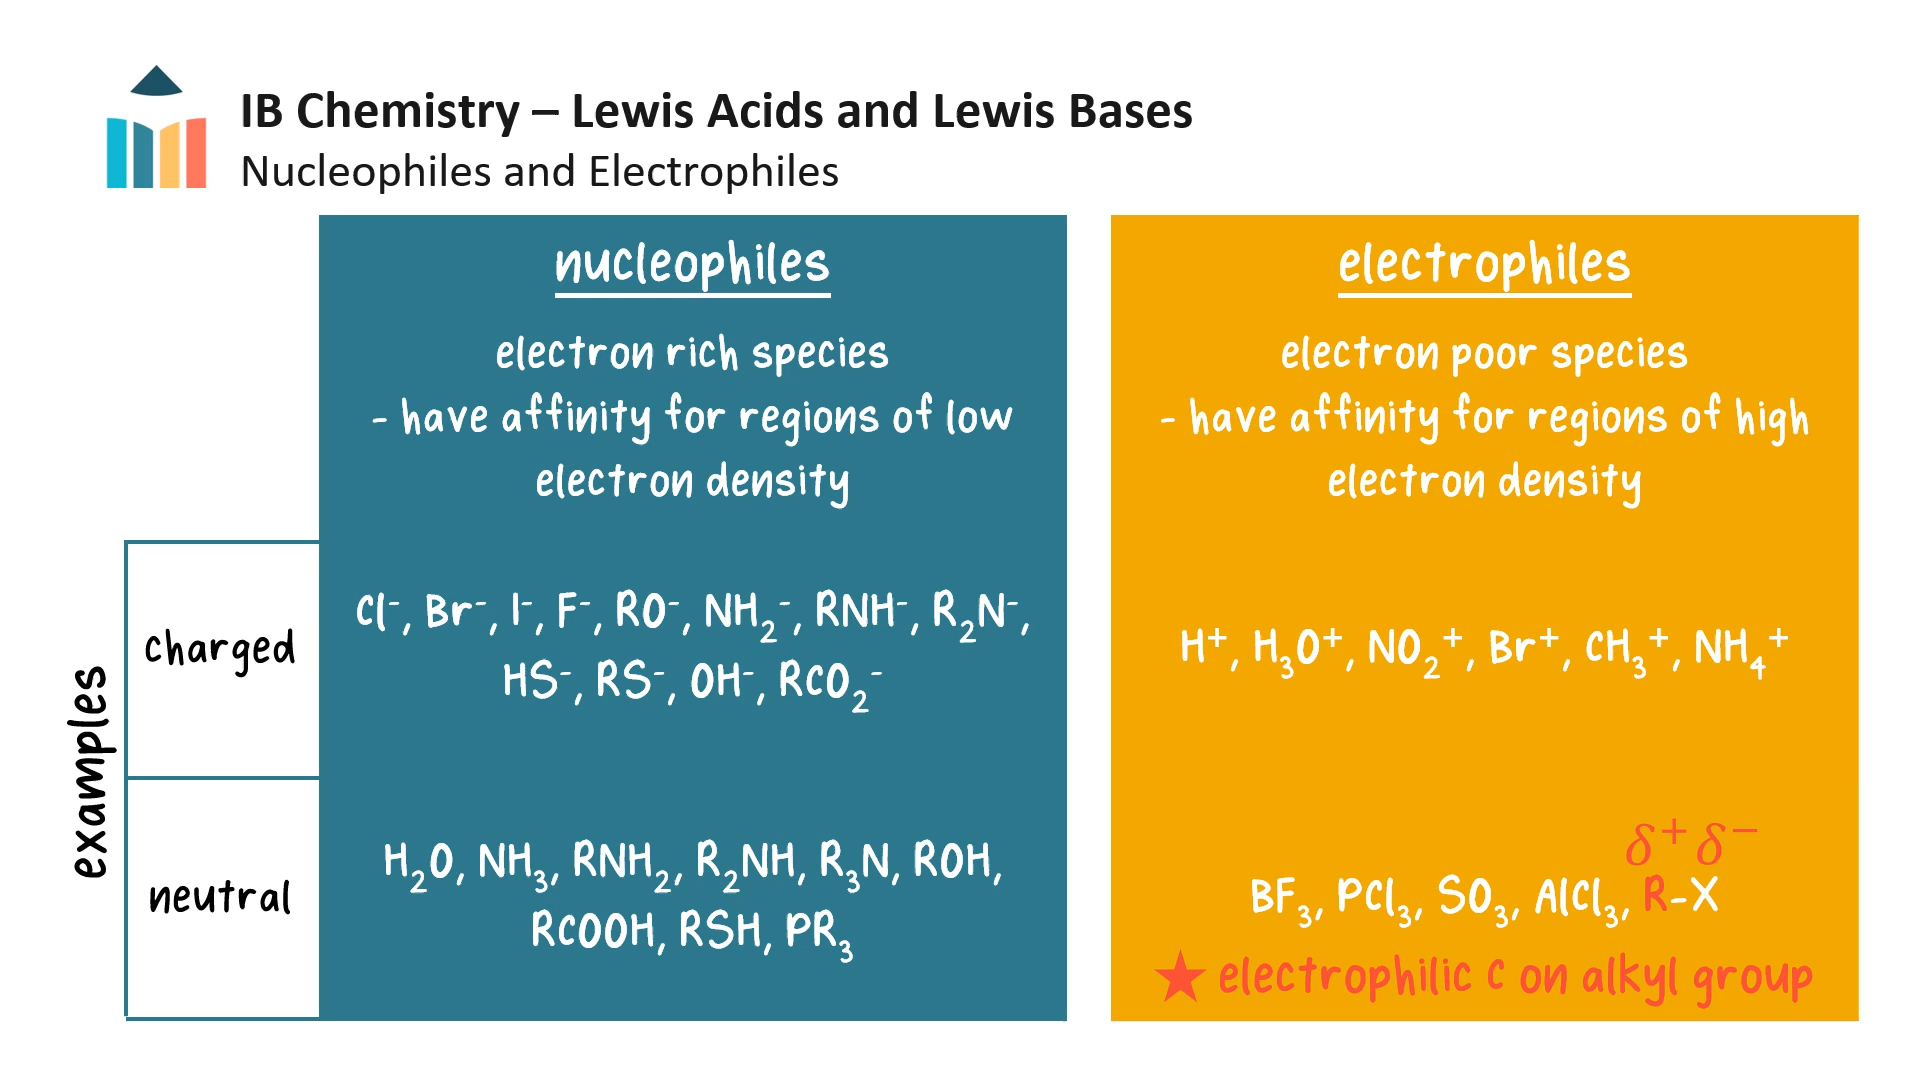 IB Chemistry – Lewis Acids and Lewis Bases
Nucleophiles and Electrophiles
nucleophiles
electron rich species
- have affinity for regions of low
electron density
electrophiles
electron poor species
- have affinity for regions of high
electron density
examples
charged
Cl⁻, Br⁻, I⁻, F⁻, RO⁻, NH₂⁻, RNH⁻, R₂N⁻,
HS⁻, RS⁻, OH⁻, RCO₂⁻
H⁺, H₃O⁺, NO₂⁺, Br⁺, CH₃⁺, NH₄⁺
neutral
H₂O, NH₃, RNH₂, R₂NH, R₃N, ROH,
RCOOH, RSH, PR₃
δ⁺ δ⁻
BF₃, PCl₃, SO₃, AlCl₃, R-X
★ electrophilic C on alkyl group